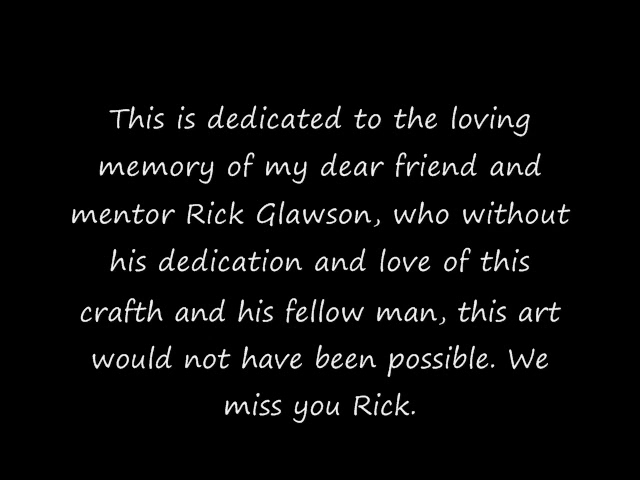 This is dedicated to the loving
memory of my dear friend and
mentor Rick Glawson, who without
his dedication and love of this
crafth and his fellow man, this art
would not have been possible. We
miss you Rick.